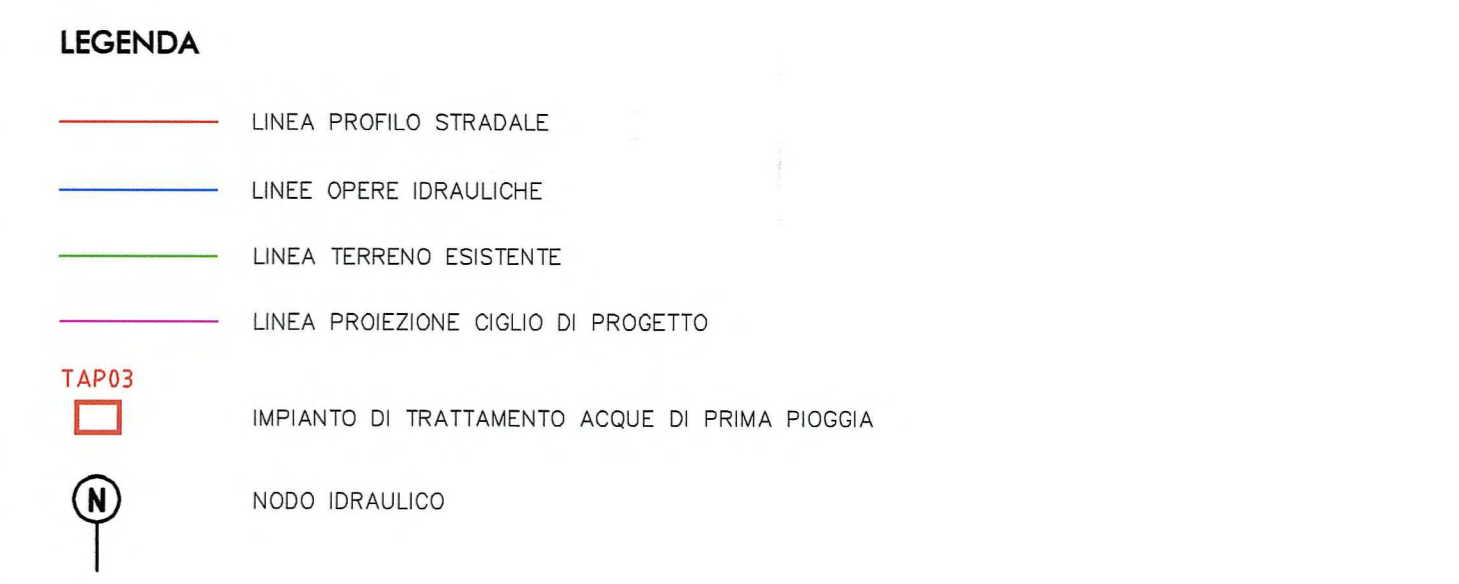 LEGENDA
LINEA PROFILO STRADALE
LINEE OPERE IDRAULICHE
LINEA TERRENO ESISTENTE
LINEA PROIEZIONE CIGLIO DI PROGETTO
TAP03
IMPIANTO DI TRATTAMENTO ACQUE DI PRIMA PIOGGIA
N
NODO IDRAULICO